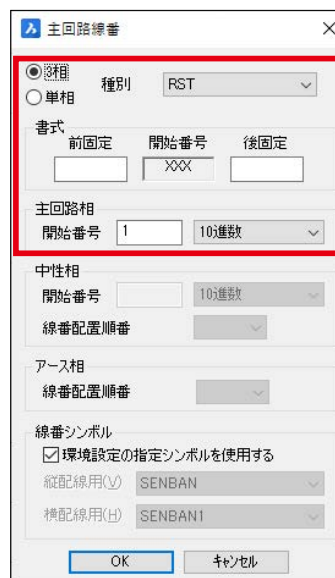 主回路線番
3相
単相
種別 RST
書式
前固定 開始番号 後固定
XXX
主回路相
開始番号 1 10進数
中性相
開始番号 10進数
線番配置順番
アース相
線番配置順番
線番シンボル
環境設定の指定シンボルを使用する
縦配線用(V) SENBAN
横配線用(H) SENBAN1
OK キャンセル